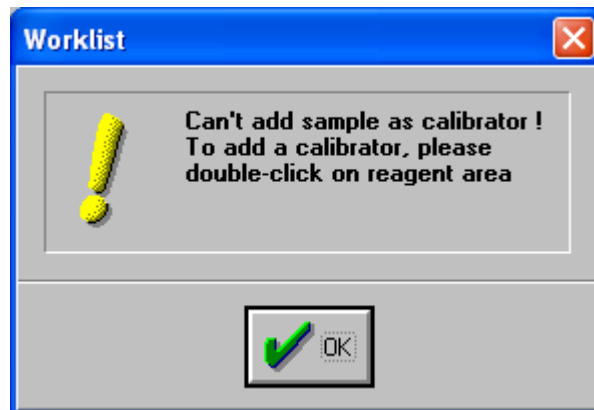 Worklist
Can't add sample as calibrator !
To add a calibrator, please
double-click on reagent area
OK